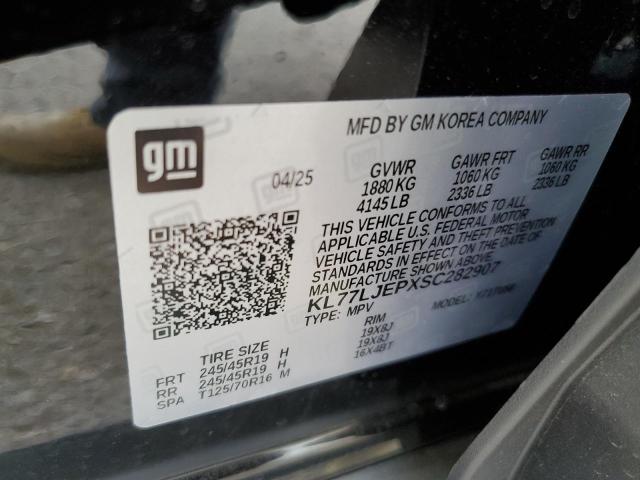 gm
MFD BY GM KOREA COMPANY
04/25
GVWR GAWR FRT GAWR RR
1880 KG 1060 KG 1060 KG
4145 LB 2336 LB 2336 LB
THIS VEHICLE CONFORMS TO ALL
APPLICABLE U.S. FEDERAL MOTOR
VEHICLE SAFETY AND THEFT PREVENTION
STANDARDS IN EFFECT ON THE DATE OF
MANUFACTURE SHOWN ABOVE.
KL77LJEPXSC282907
TYPE: MPV MODEL:
TIRE SIZE RIM
FRT 245/45R19 H 19X8J
RR 245/45R19 H 19X8J
SPA T125/70R16 M 16X4BT